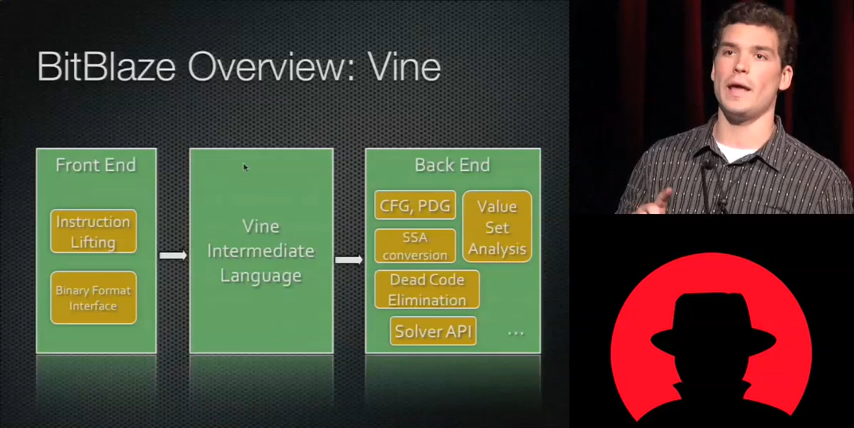 BitBlaze Overview: Vine
Front End
Instruction
Lifting
Binary Format
Interface
Vine
Intermediate
Language
Back End
CFG, PDG
Value
Set
Analysis
SSA
conversion
Dead Code
Elimination
Solver API
...